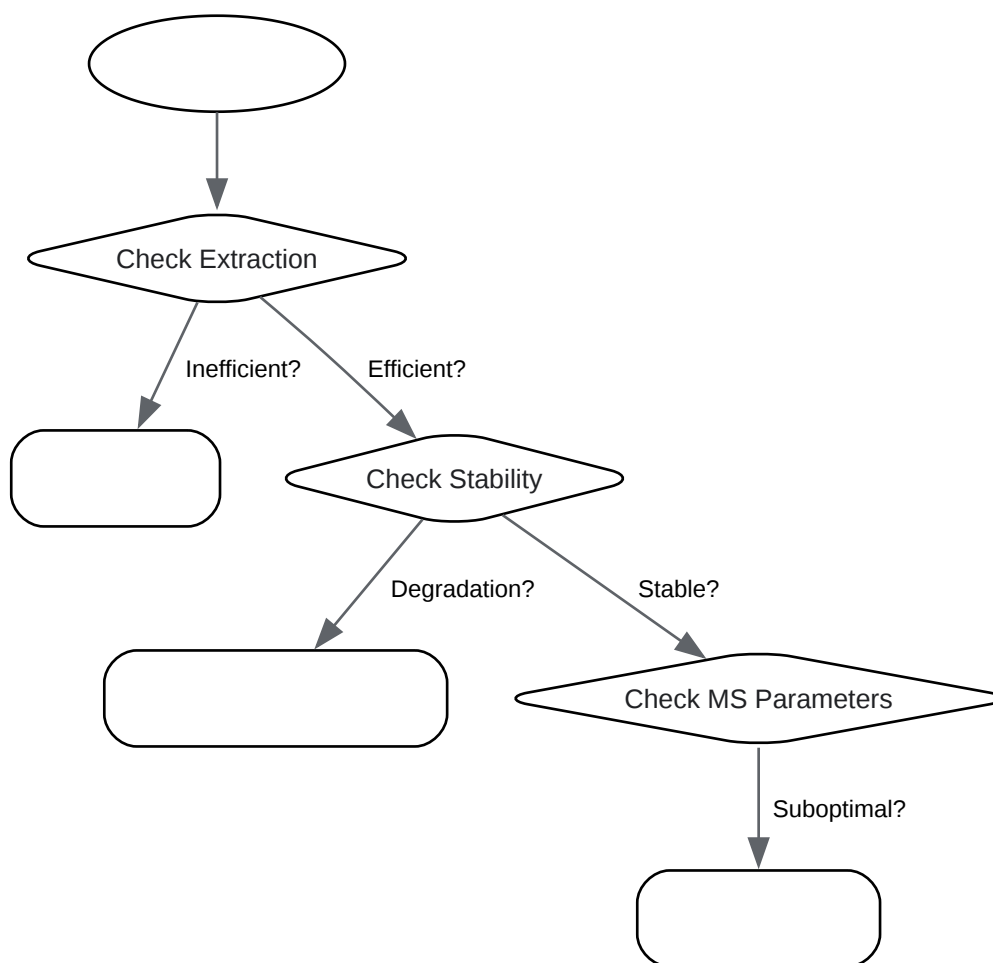 Check Extraction
Inefficient?
Efficient?
Check Stability
Degradation?
Stable?
Check MS Parameters
Suboptimal?